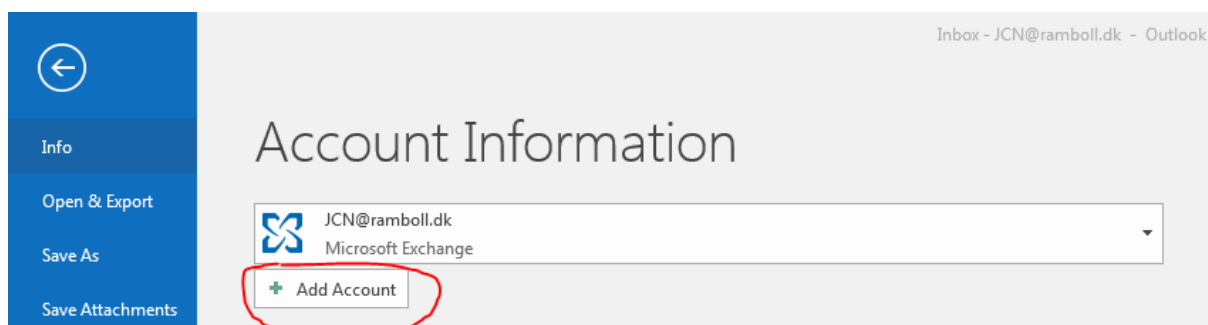 Inbox - JCN@ramboll.dk - Outlook
Account Information
Info
Open & Export
Save As
Save Attachments
JCN@ramboll.dk
Microsoft Exchange
Add Account